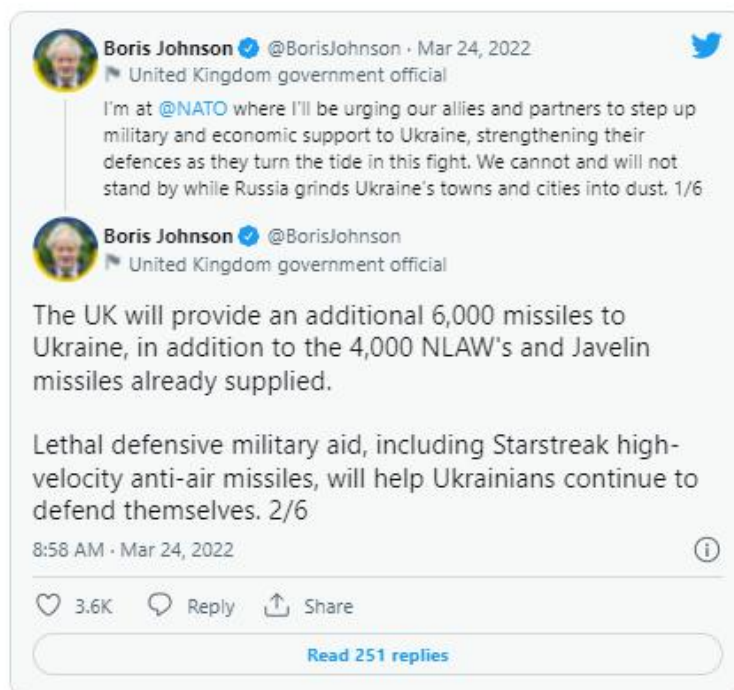 Boris Johnson @BorisJohnson · Mar 24, 2022
United Kingdom government official
I'm at @NATO where I'll be urging our allies and partners to step up
military and economic support to Ukraine, strengthening their
defences as they turn the tide in this fight. We cannot and will not
stand by while Russia grinds Ukraine's towns and cities into dust. 1/6
Boris Johnson @BorisJohnson
United Kingdom government official
The UK will provide an additional 6,000 missiles to
Ukraine, in addition to the 4,000 NLAW's and Javelin
missiles already supplied.
Lethal defensive military aid, including Starstreak high-
velocity anti-air missiles, will help Ukrainians continue to
defend themselves. 2/6
8:58 AM · Mar 24, 2022
3.6K Reply Share
Read 251 replies